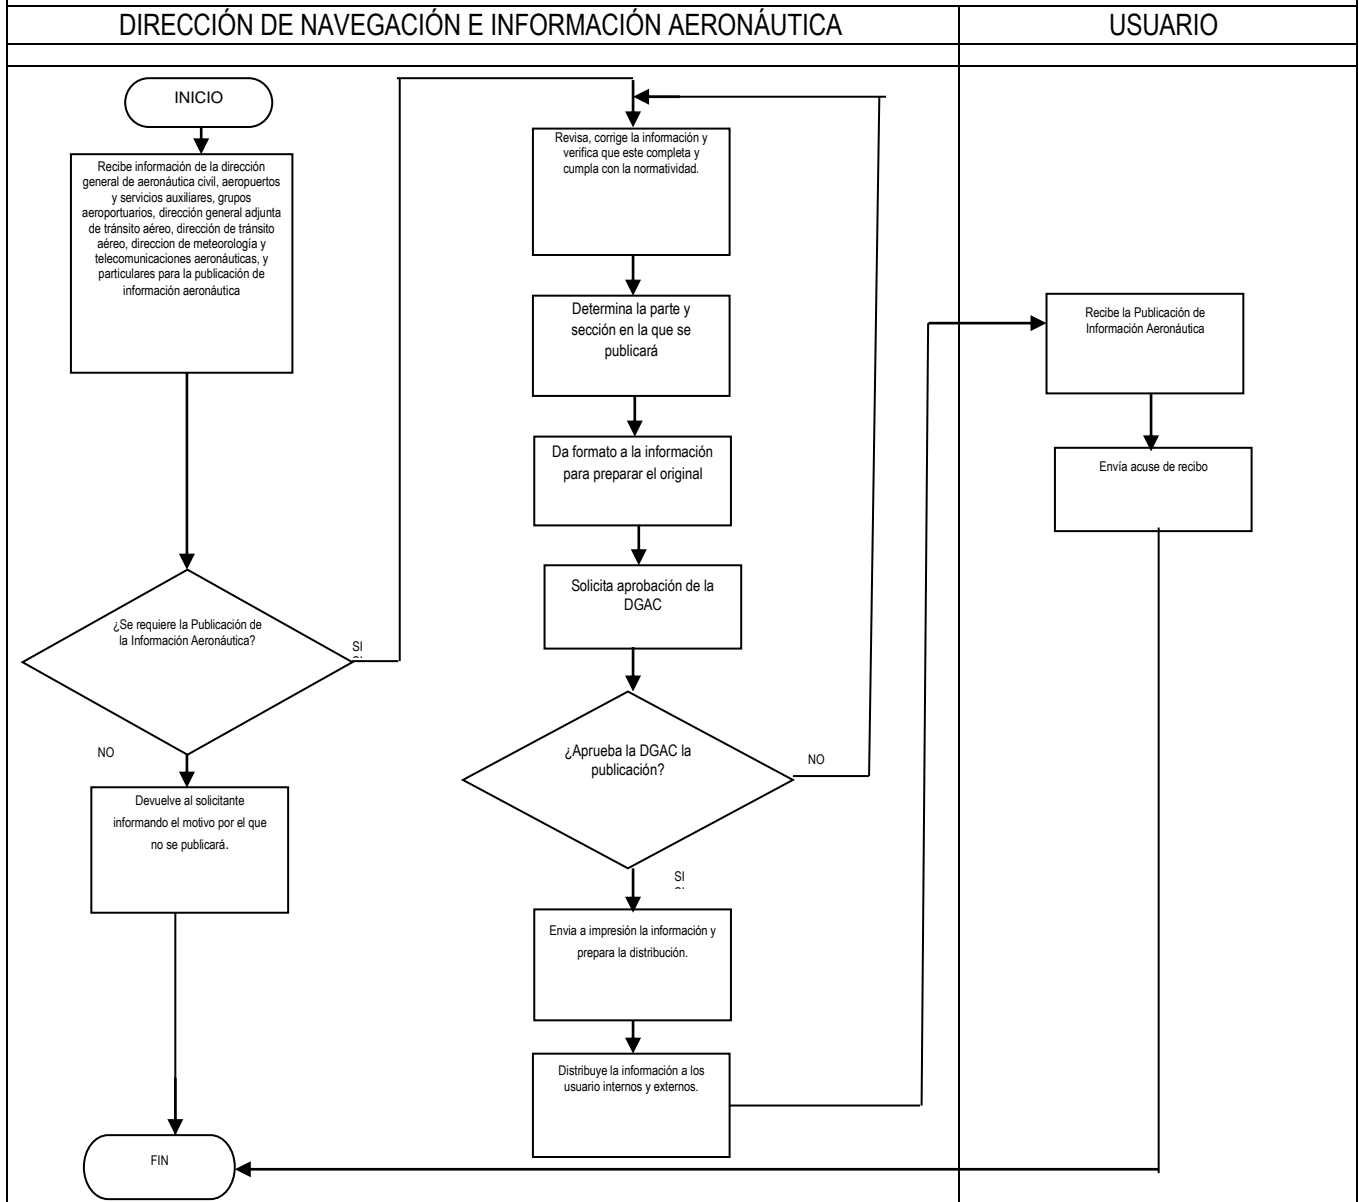 DIRECCIÓN DE NAVEGACIÓN E INFORMACIÓN AERONÁUTICA
USUARIO
INICIO
Recibe información de la dirección
general de aeronáutica civil, aeropuertos
y servicios auxiliares, grupos
aeroportuarios, dirección general adjunta
de tránsito aéreo, dirección de tránsito
aéreo, direccion de meteorología y
telecomunicaciones aeronáuticas, y
particulares para la publicación de
información aeronáutica
¿Se requiere la Publicación de
la Información Aeronáutica?
SI
NO
Devuelve al solicitante
informando el motivo por el que
no se publicará.
FIN
Revisa, corrige la información y
verifica que este completa y
cumpla con la normatividad.
Determina la parte y
sección en la que se
publicará
Da formato a la información
para preparar el original
Solicita aprobación de la
DGAC
¿Aprueba la DGAC la
publicación?
NO
SI
Envia a impresión la información y
prepara la distribución.
Distribuye la información a los
usuario internos y externos.
Recibe la Publicación de
Información Aeronáutica
Envía acuse de recibo